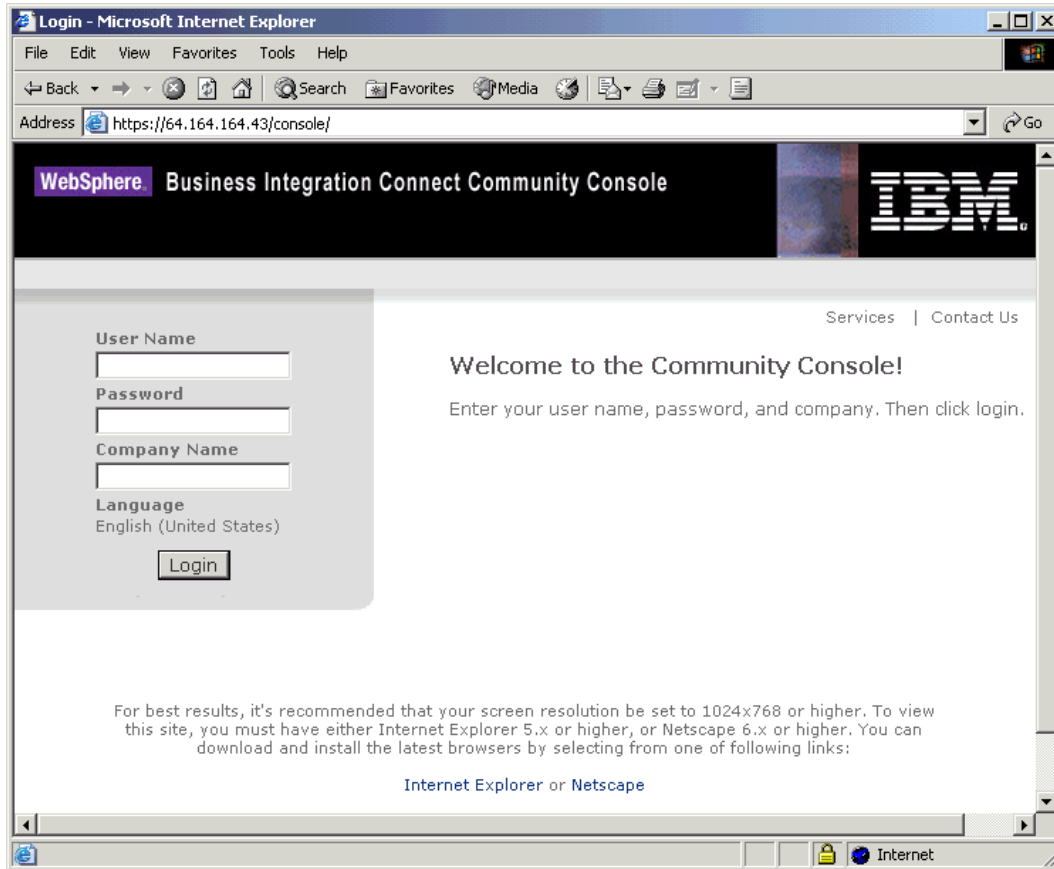 Login - Microsoft Internet Explorer
File Edit View Favorites Tools Help
Back Search Favorites Media
Address https://64.164.164.43/console/ Go
WebSphere. Business Integration Connect Community Console
IBM.
Services | Contact Us
User Name
Welcome to the Community Console!
Password
Enter your user name, password, and company. Then click login.
Company Name
Language
English (United States)
Login
For best results, it's recommended that your screen resolution be set to 1024x768 or higher. To view
this site, you must have either Internet Explorer 5.x or higher, or Netscape 6.x or higher. You can
download and install the latest browsers by selecting from one of following links:
Internet Explorer or Netscape
Internet